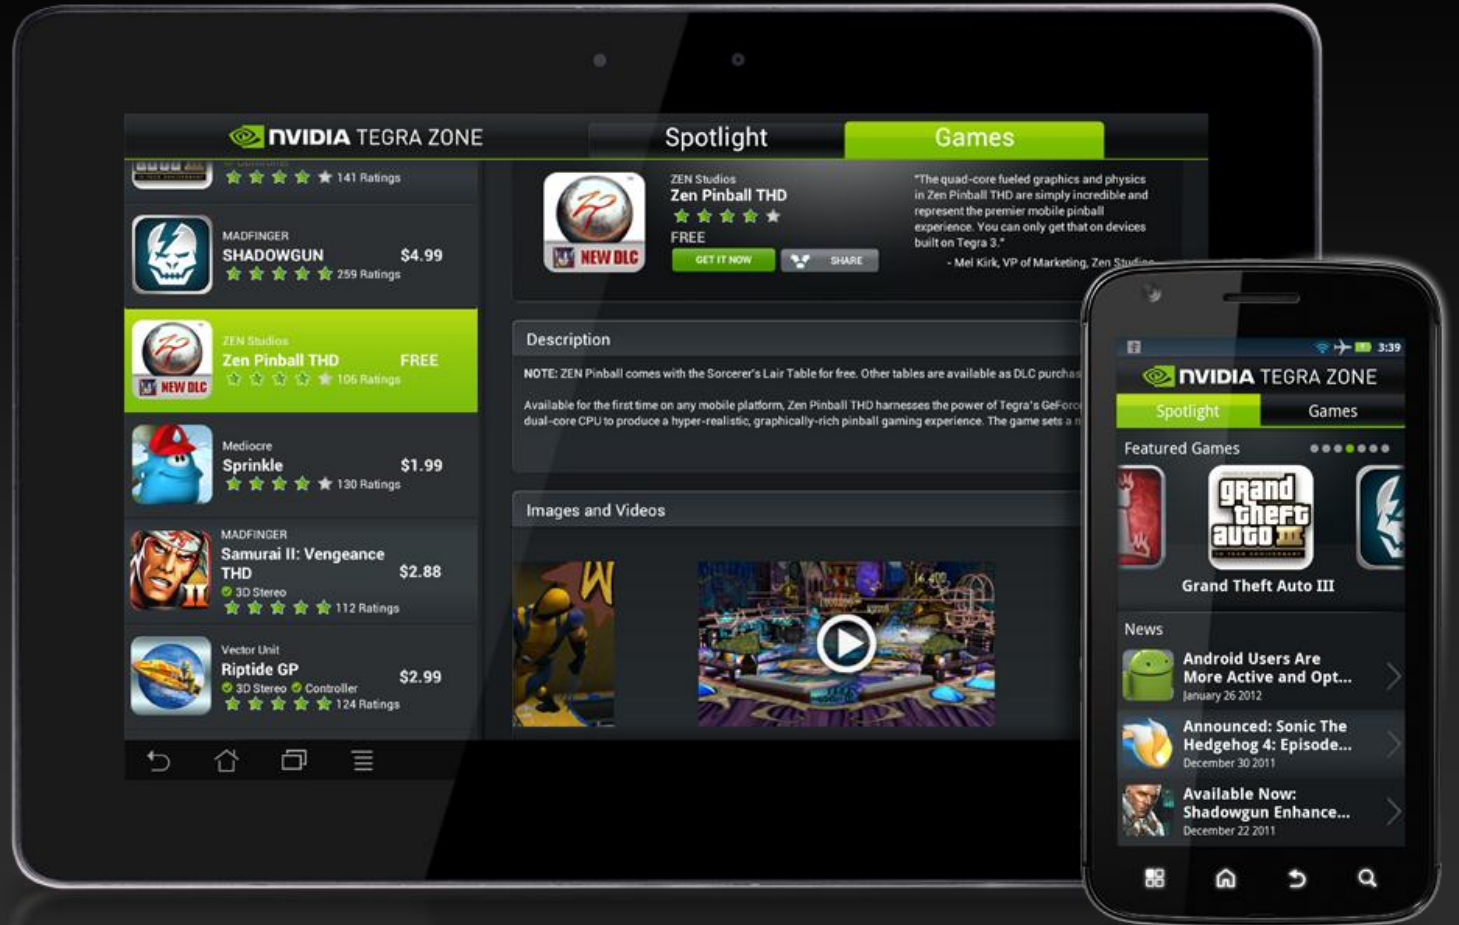 NVIDIA TEGRA ZONE
Spotlight
Games
141 Ratings
MADFINGER
SHADOWGUN
$4.99
259 Ratings
NEW DLC
ZEN Studios
Zen Pinball THD
FREE
106 Ratings
Mediocre
Sprinkle
$1.99
130 Ratings
MADFINGER
Samurai II: Vengeance
THD
$2.88
3D Stereo
112 Ratings
Vector Unit
Riptide GP
$2.99
3D Stereo Controller
124 Ratings
NEW DLC
ZEN Studios
Zen Pinball THD
FREE
GET IT NOW
SHARE
"The quad-core fueled graphics and physics
in Zen Pinball THD are simply incredible and
represent the premier mobile pinball
experience. You can only get that on devices
built on Tegra 3."
- Mel Kirk, VP of Marketing, Zen Studios
Description
NOTE: ZEN Pinball comes with the Sorcerer's Lair Table for free. Other tables are available as DLC purchas
Available for the first time on any mobile platform, Zen Pinball THD harnesses the power of Tegra's GeForce
dual-core CPU to produce a hyper-realistic, graphically-rich pinball gaming experience. The game sets a
Images and Videos
3:39
NVIDIA TEGRA ZONE
Spotlight
Games
Featured Games
grand
theft
auto III
Grand Theft Auto III
News
Android Users Are
More Active and Opt...
January 26 2012
Announced: Sonic The
Hedgehog 4: Episode...
December 30 2011
Available Now:
Shadowgun Enhance...
December 22 2011